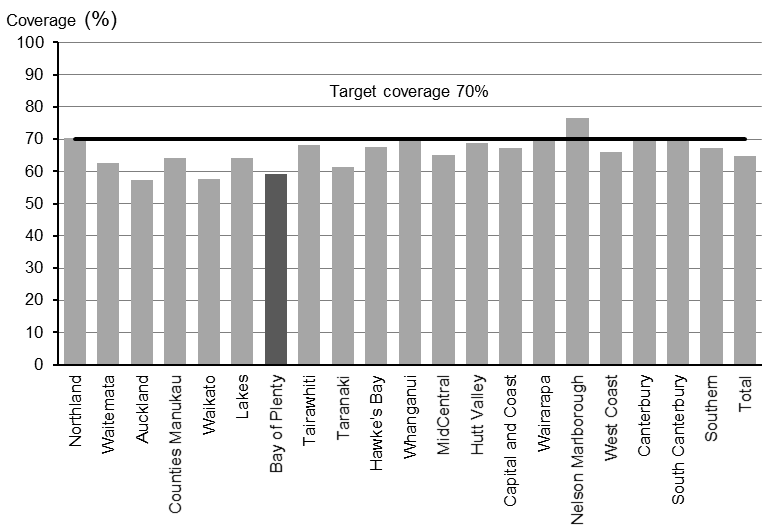 Coverage (%)
100
90
80
70
60
50
40
30
20
10
0
Target coverage 70%
Northland
Waitemata
Auckland
Counties Manukau
Waikato
Lakes
Bay of Plenty
Tairawhiti
Taranaki
Hawke's Bay
Whanganui
MidCentral
Hutt Valley
Capital and Coast
Wairarapa
Nelson Marlborough
West Coast
Canterbury
South Canterbury
Southern
Total